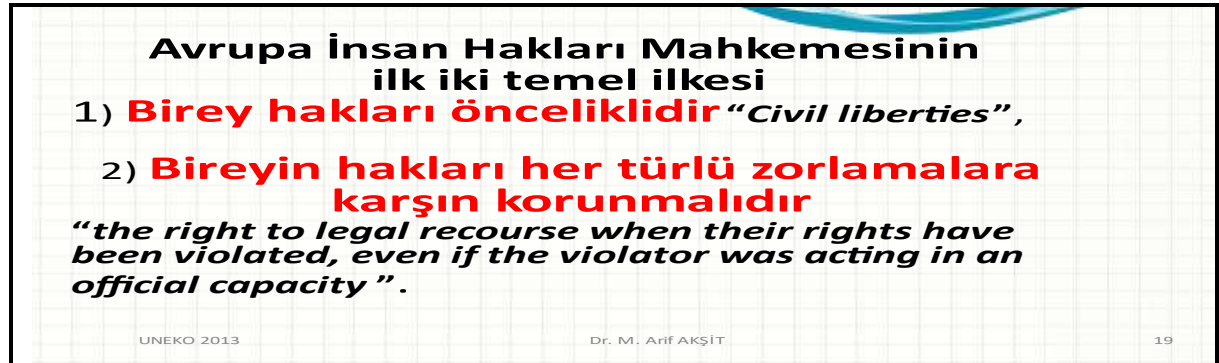 Avrupa İnsan Hakları Mahkemesinin
ilk iki temel ilkesi
1) Birey hakları önceliklidir “Civil liberties”,
2) Bireyin hakları her türlü zorlamalara
karşın korunmalıdır
“the right to legal recourse when their rights have
been violated, even if the violator was acting in an
official capacity”.
UNEKO 2013 Dr. M. Arif AKŞİT 19